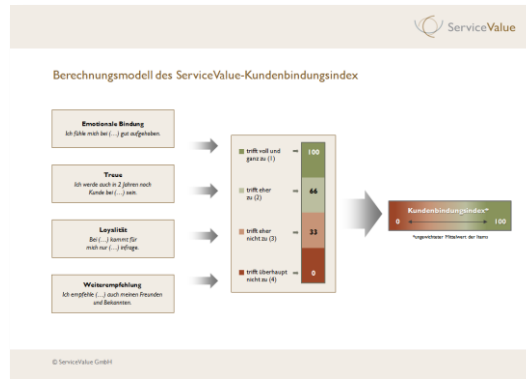 ServiceValue
Berechnungsmodell des ServiceValue-Kundenbindungsindex
Emotionale Bindung
Ich fühle mich bei (...) gut aufgehoben.
Treue
Ich werde auch in 2 Jahren noch
Kunde bei (...) sein.
Loyalität
Bei (...) kommt für
mich nur (...) infrage.
Weiterempfehlung
Ich empfehle (...) auch meinen Freunden
und Bekannten.
trifft voll und
ganz zu (1)
100
trifft eher
zu (2)
66
trifft eher
nicht zu (3)
33
trifft überhaupt
nicht zu (4)
0
Kundenbindungsindex*
0
100
*ungewichteter Mittelwert der Items
© ServiceValue GmbH